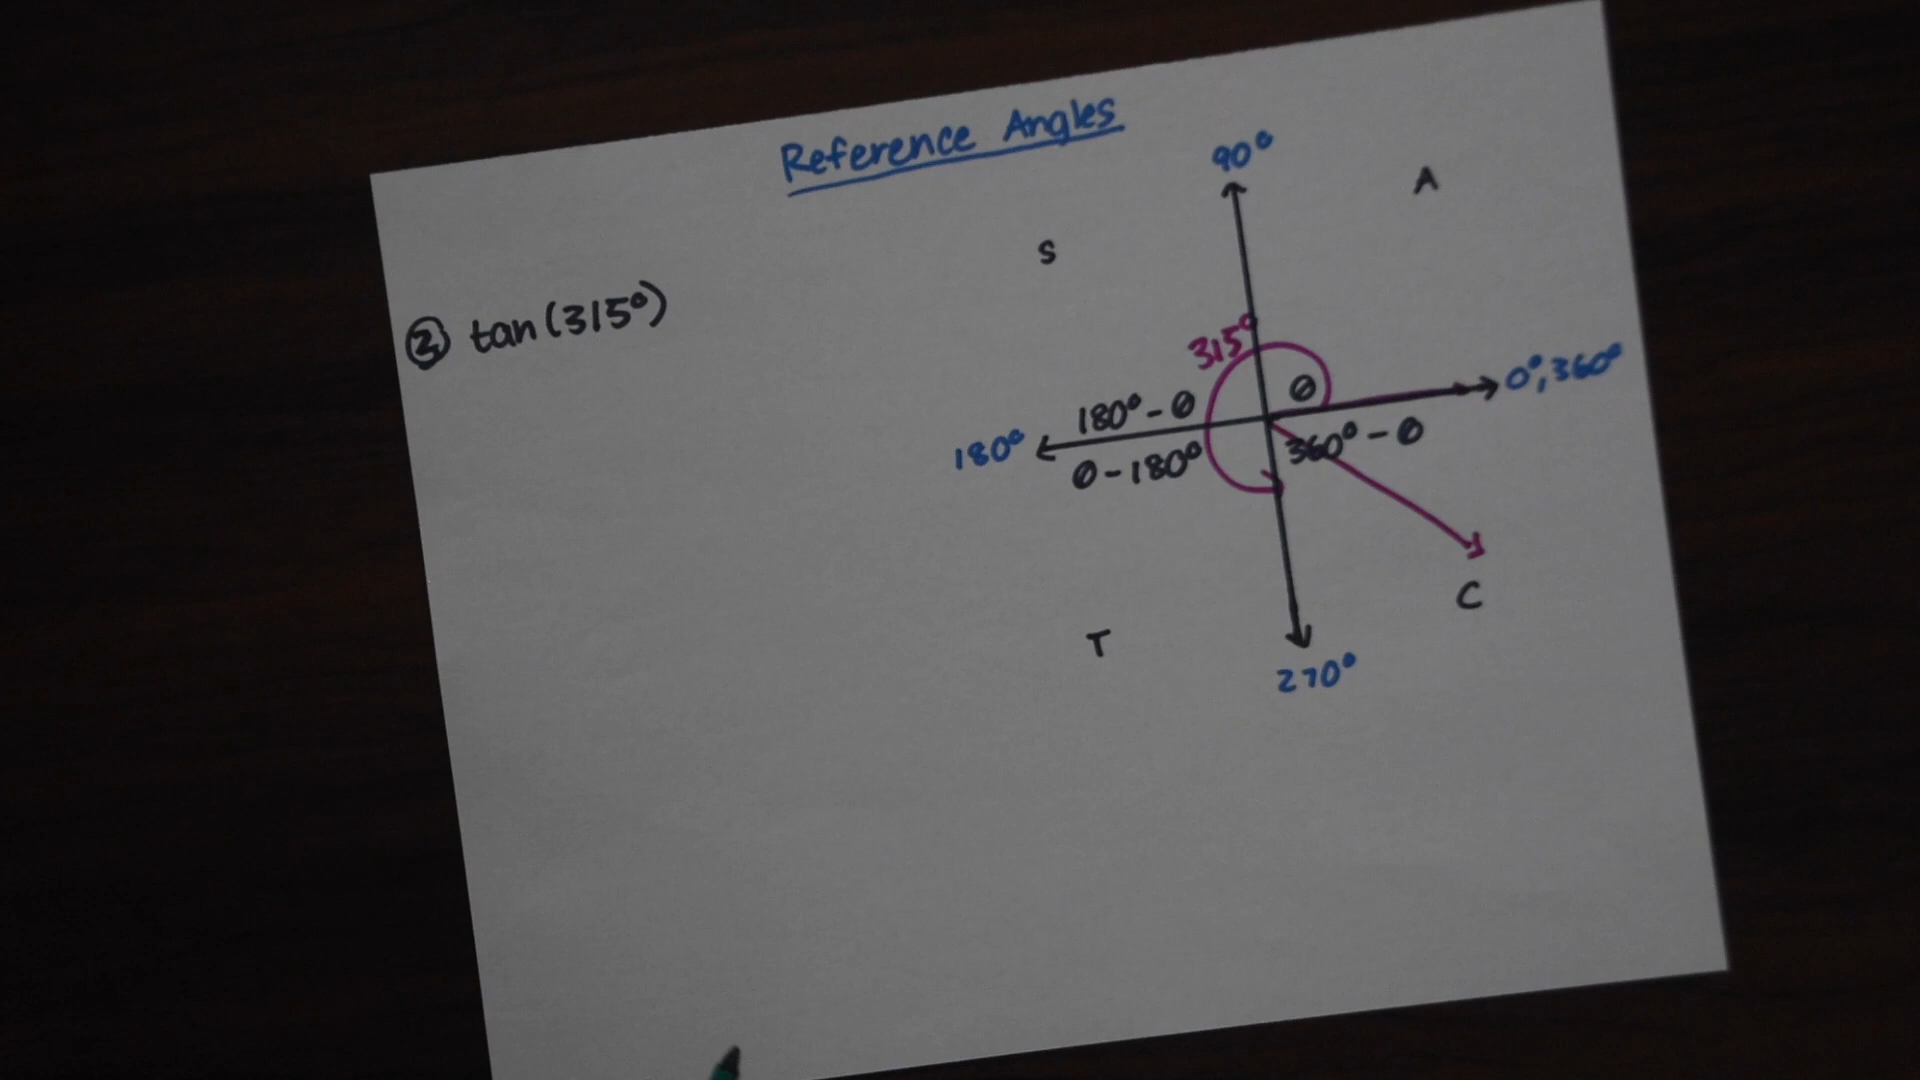 Reference Angles
90°
A
S
② tan(315°)
315°
θ
0°, 360°
180° - θ
360° - θ
180°
θ - 180°
C
T
270°